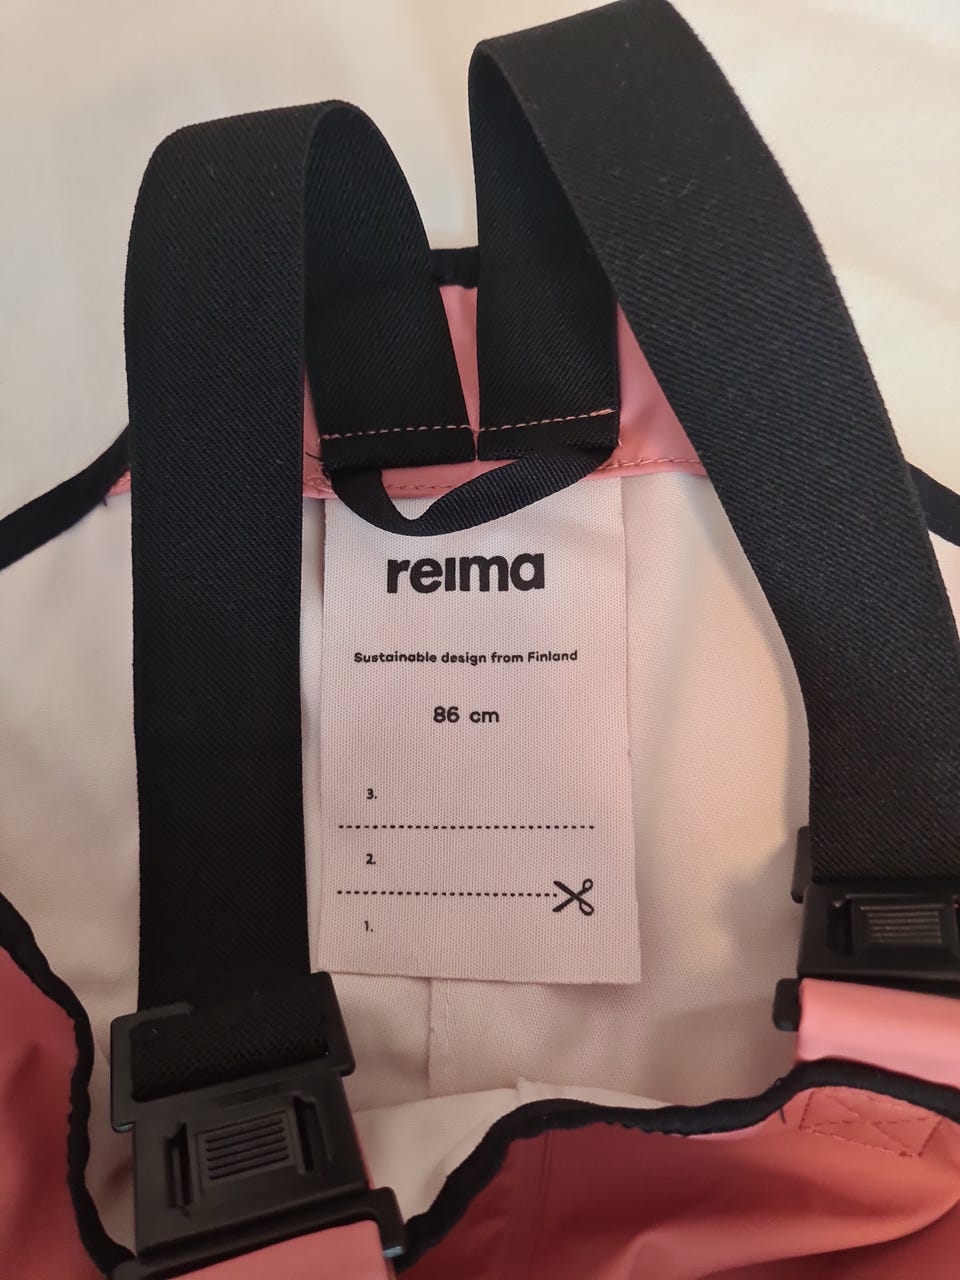 reima
Sustainable design from Finland
86 cm
3.
2.
1.